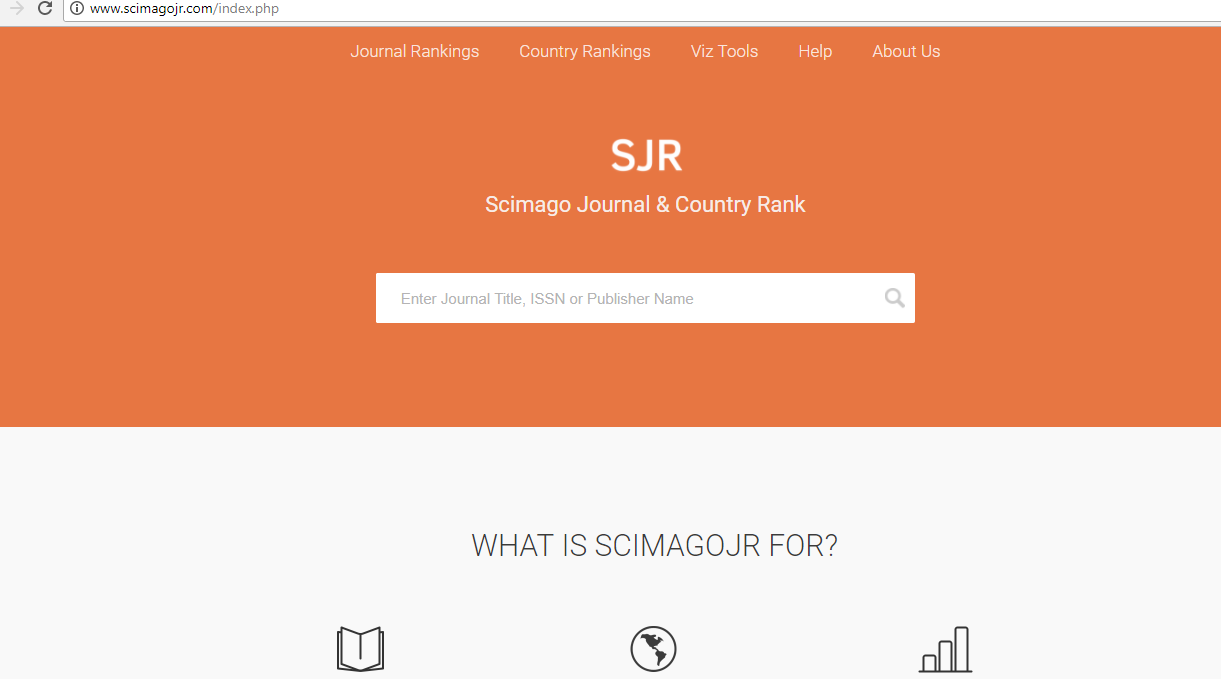 www.scimagojr.com/index.php
Journal Rankings Country Rankings Viz Tools Help About Us
SJR
Scimago Journal & Country Rank
Enter Journal Title, ISSN or Publisher Name
WHAT IS SCIMAGOJR FOR?